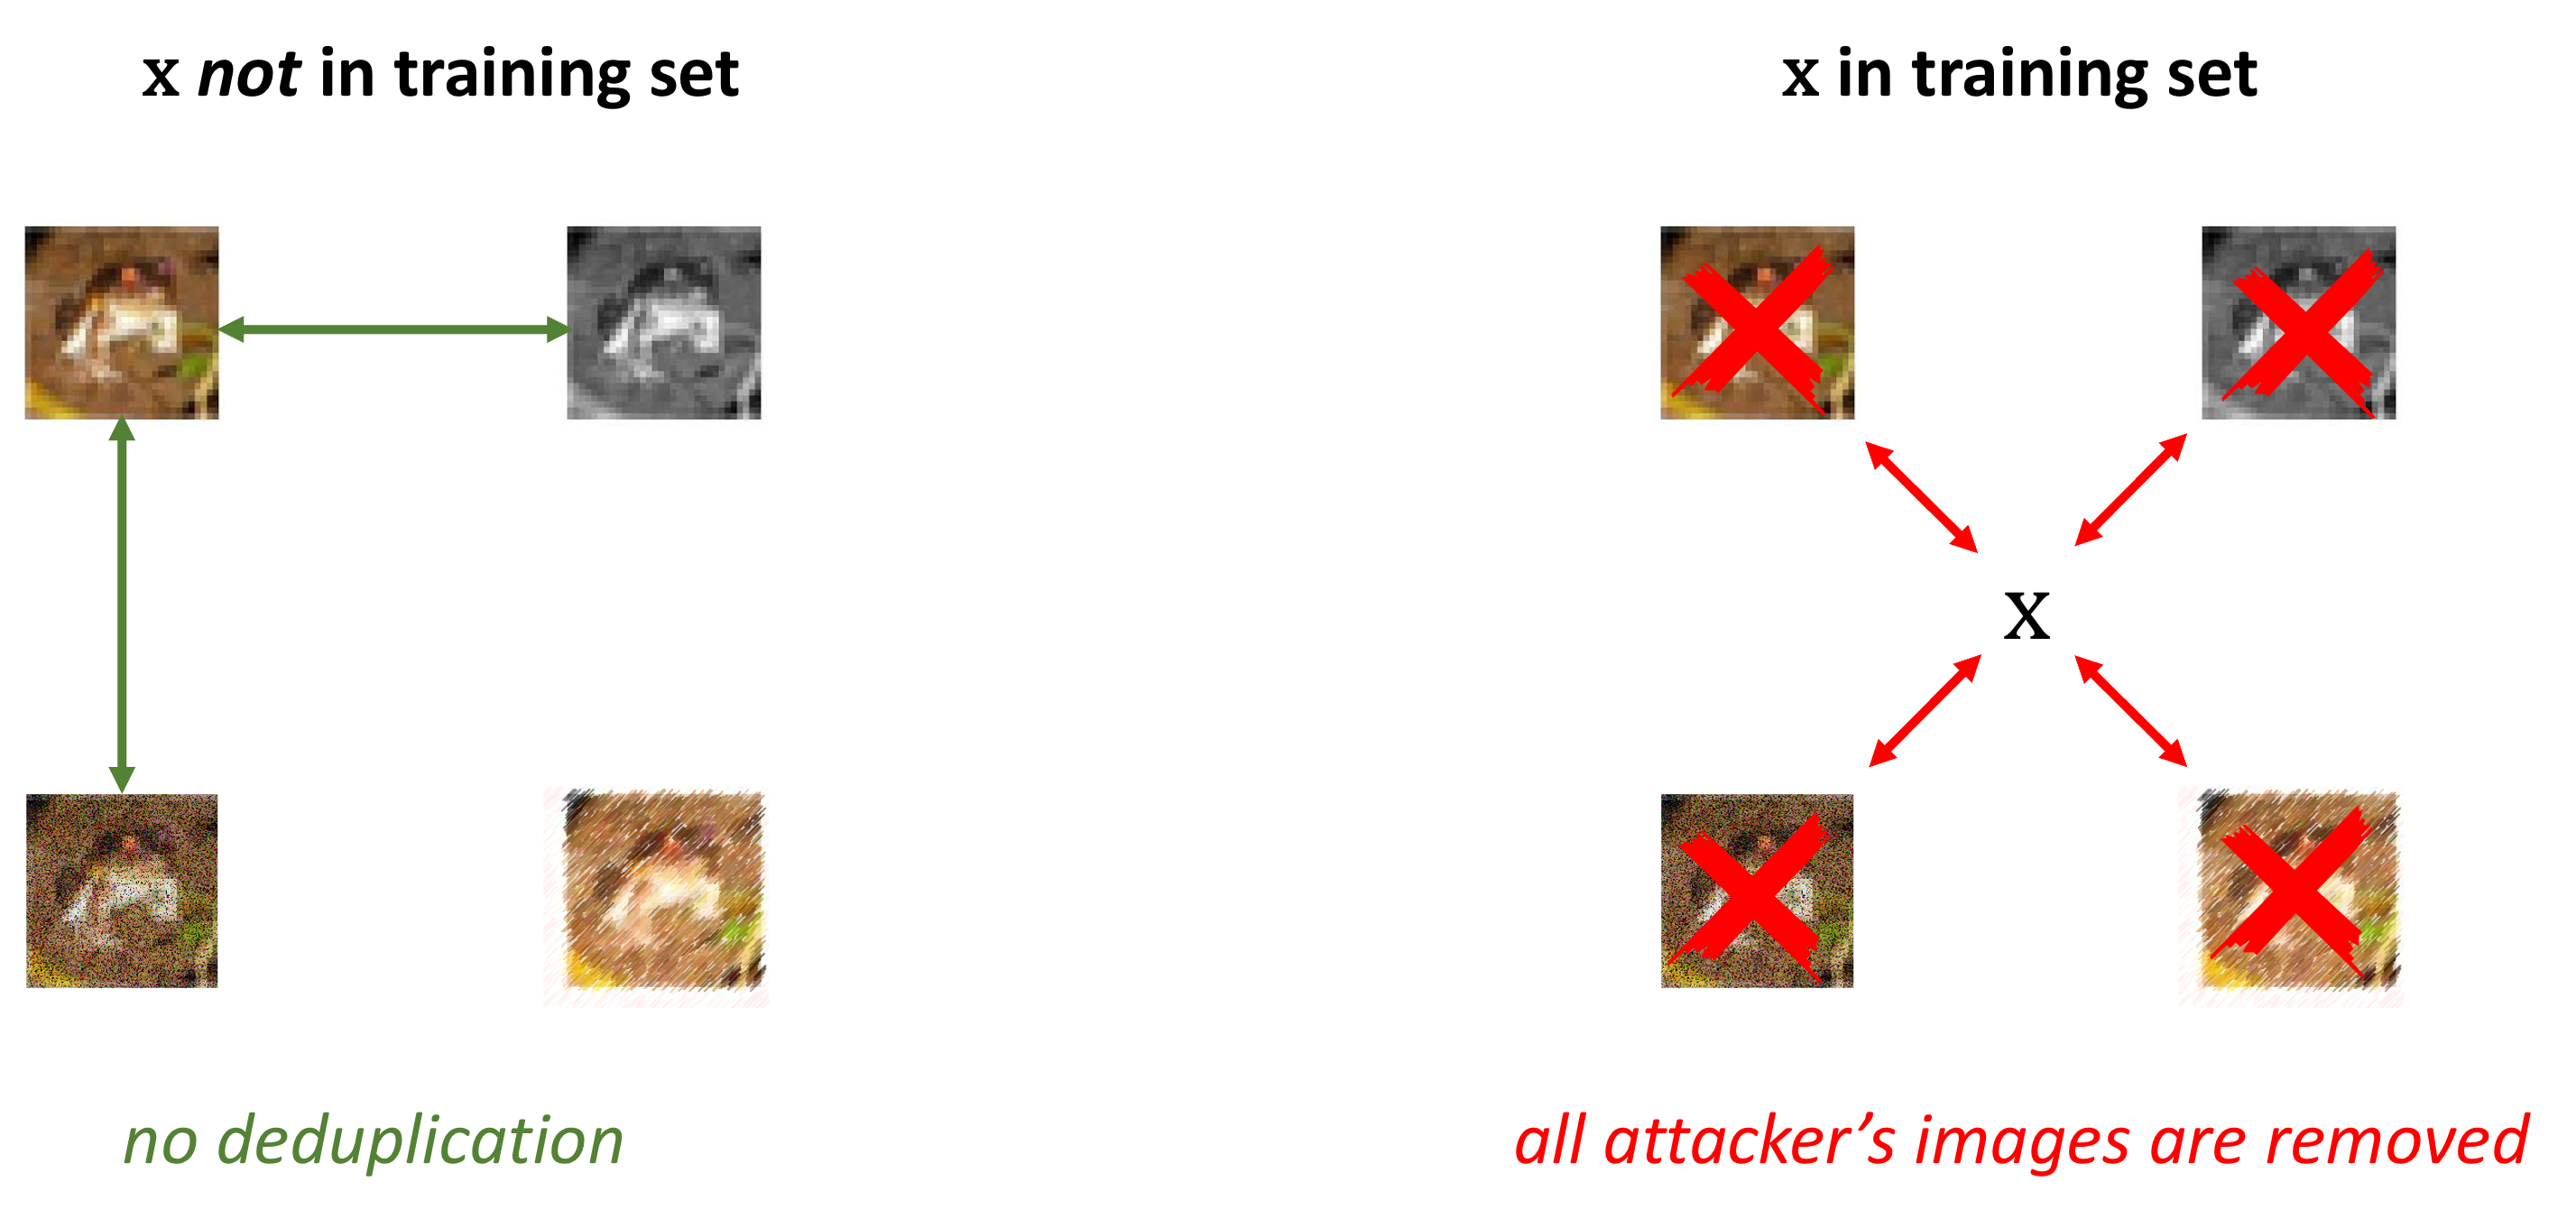 x not in training set
x in training set
x
no deduplication
all attacker’s images are removed